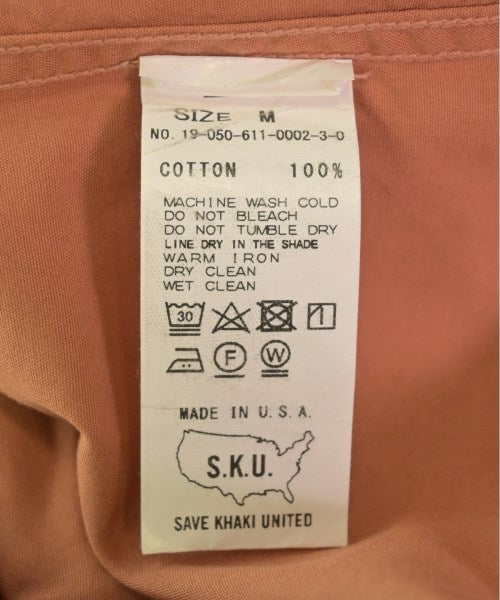 SIZE M
NO. 19-050-611-0002-3-0
COTTON 100%
MACHINE WASH COLD
DO NOT BLEACH
DO NOT TUMBLE DRY
LINE DRY IN THE SHADE
WARM IRON
DRY CLEAN
WET CLEAN
30
F W
MADE IN U.S.A.
S.K.U.
SAVE KHAKI UNITED